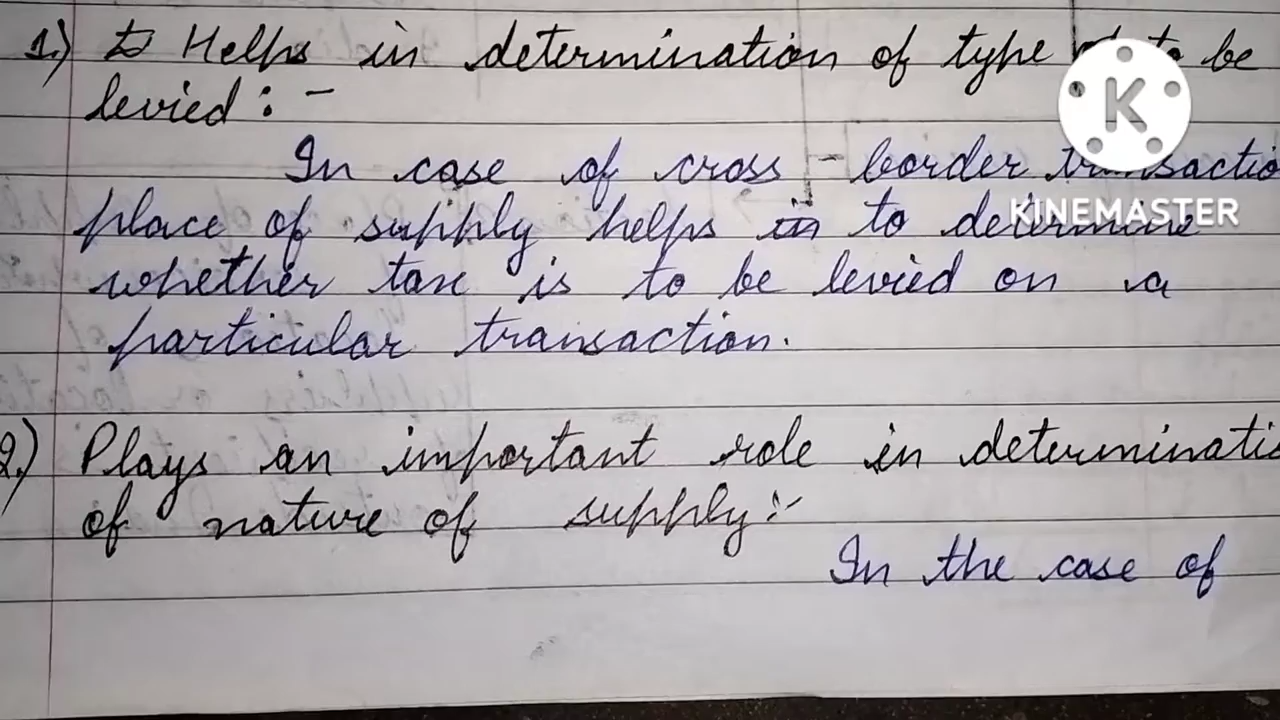 1.) Helps in determination of type to be
levied : -
In case of cross - border transactio
place of supply helps to determine
whether tax is to be levied on a
particular transaction.
2.) Plays an important role in determinatio
of nature of supply :-
In the case of
K
KINEMASTER